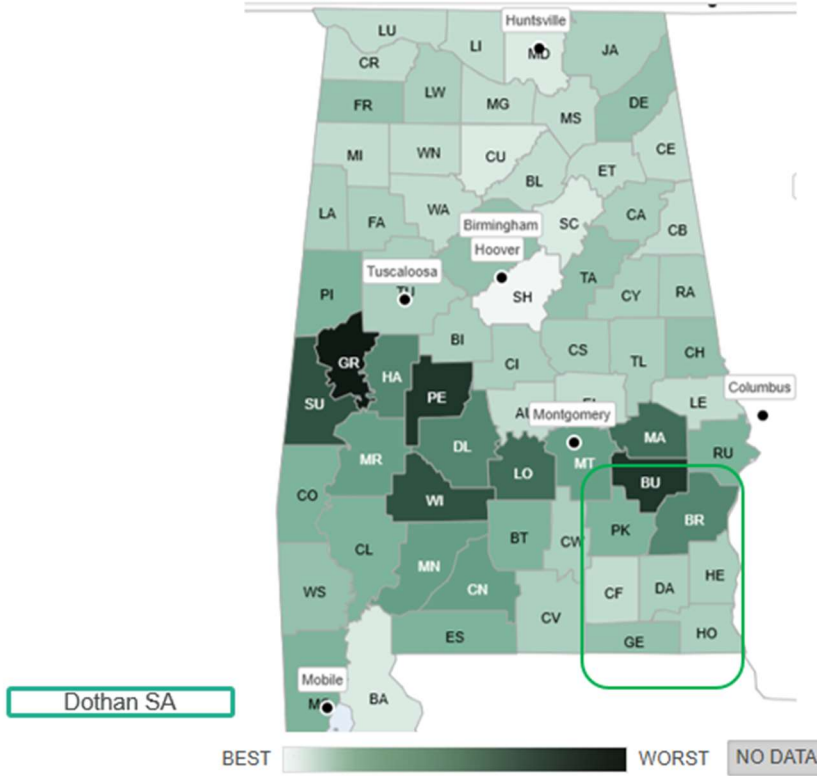 Huntsville
LU
LI
MD
JA
CR
LW
MG
MS
FR
DE
MI
WN
CU
BL
ET
CE
LA
FA
WA
SC
CA
CB
Birmingham
Hoover
Tuscaloosa
TU
PI
SH
TA
CY
RA
BI
CI
CS
TL
CH
GR
HA
PE
SU
AU
LE
Columbus
Montgomery
MA
DL
MR
LO
MT
RU
BU
CO
WI
BR
PK
BT
CW
CL
MN
CN
WS
CF
DA
HE
CV
ES
GE
HO
Mobile
BA
Dothan SA
BEST
WORST
NO DATA